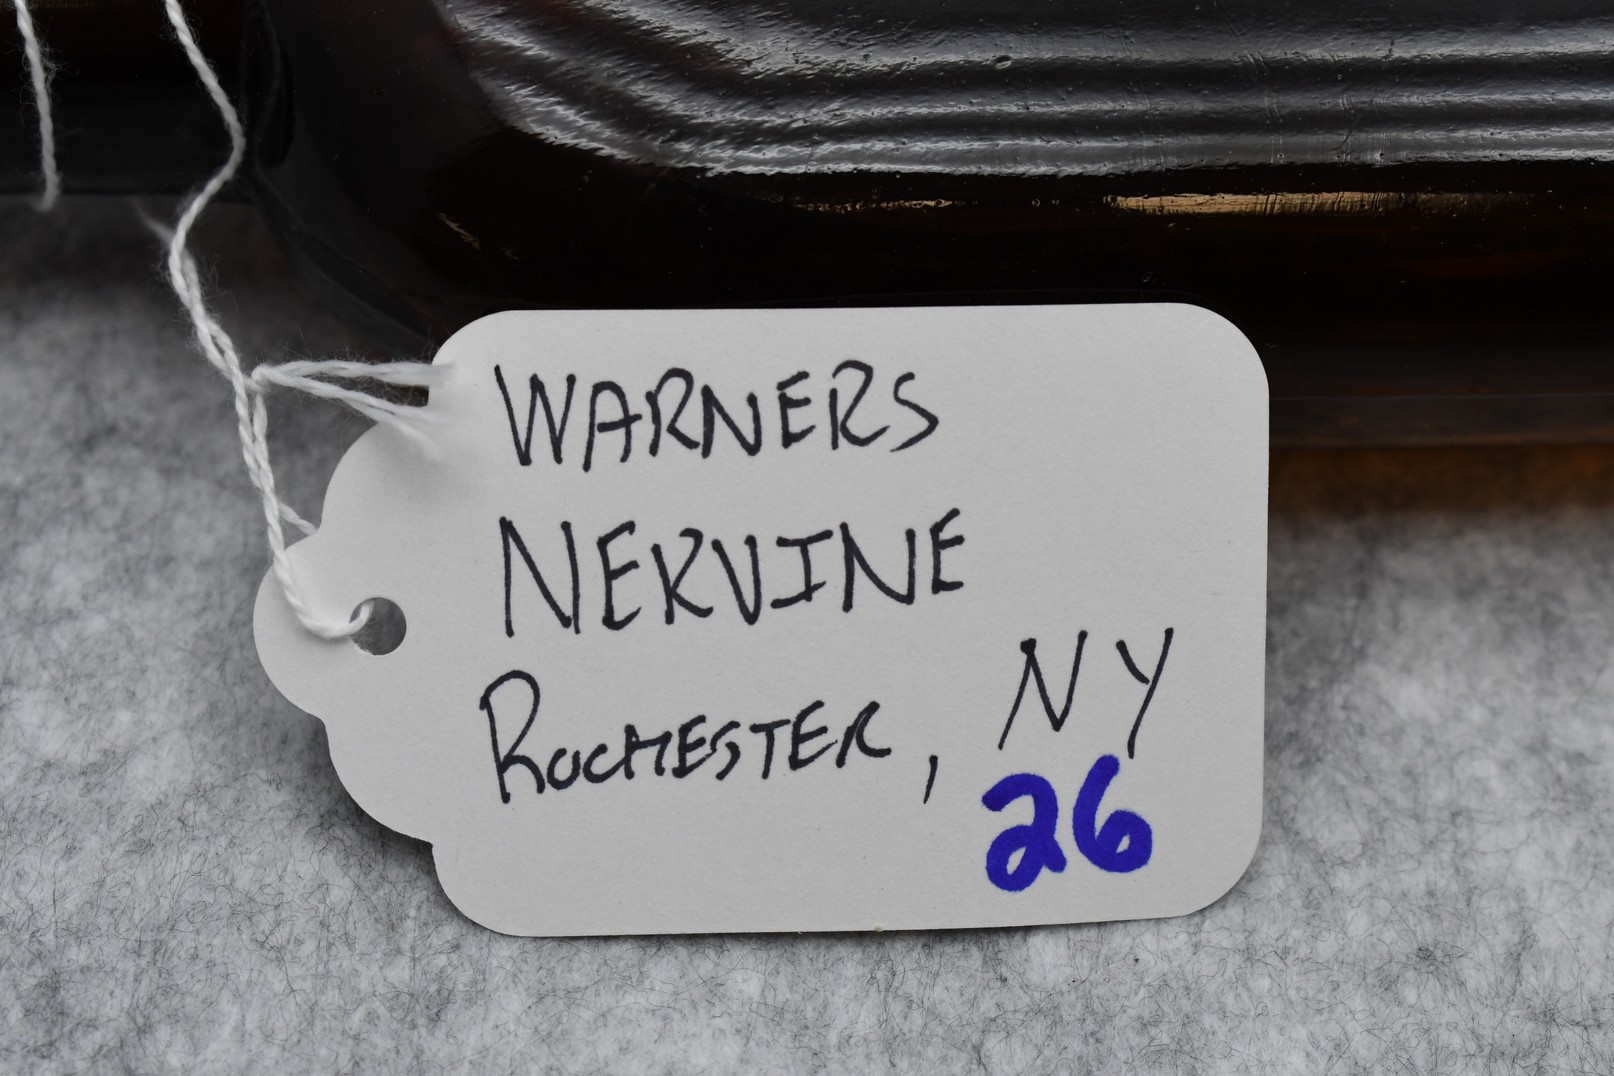 WARNERS
NERVINE
ROCHESTER, NY
26